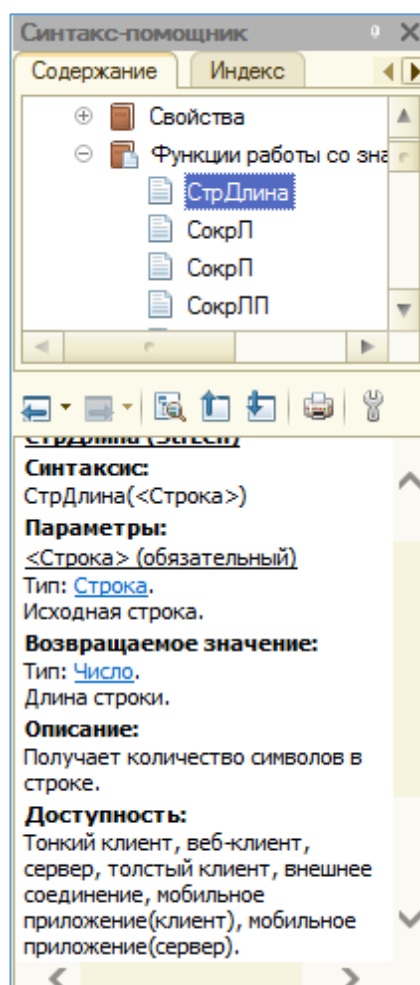 Синтакс-помощник
Содержание Индекс
Свойства
Функции работы со зна
СтрДлина
СокрЛ
СокрП
СокрЛП
СтрДлина (StrLen)
Синтаксис:
СтрДлина(<Строка>)
Параметры:
<Строка> (обязательный)
Тип: Строка.
Исходная строка.
Возвращаемое значение:
Тип: Число.
Длина строки.
Описание:
Получает количество символов в
строке.
Доступность:
Тонкий клиент, веб-клиент,
сервер, толстый клиент, внешнее
соединение, мобильное
приложение(клиент), мобильное
приложение(сервер).